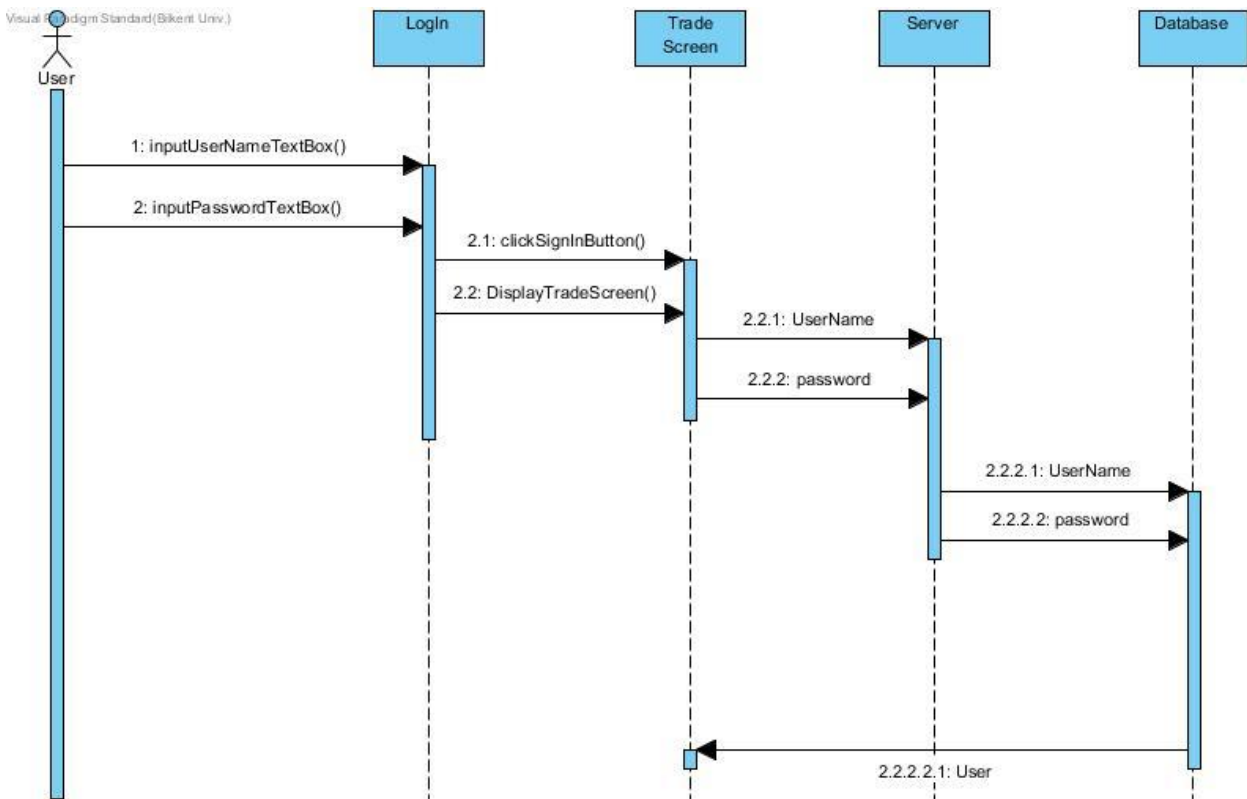 Visual Paradigm Standard(Bilkent Univ.)
User
LogIn
Trade
Screen
Server
Database
1: inputUserNameTextBox()
2: inputPasswordTextBox()
2.1: clickSignInButton()
2.2: DisplayTradeScreen()
2.2.1: UserName
2.2.2: password
2.2.2.1: UserName
2.2.2.2: password
2.2.2.2.1: User